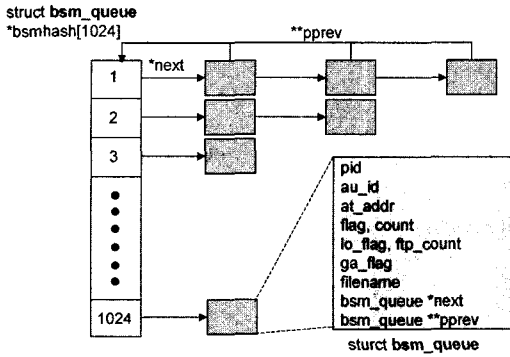 struct bsm_queue
*bsmhash[1024]
**pprev
*next
1
2
3
1024
pid
au_id
at_addr
flag, count
lo_flag, ftp_count
ga_flag
filename
bsm_queue *next
bsm_queue **pprev
sturct bsm_queue